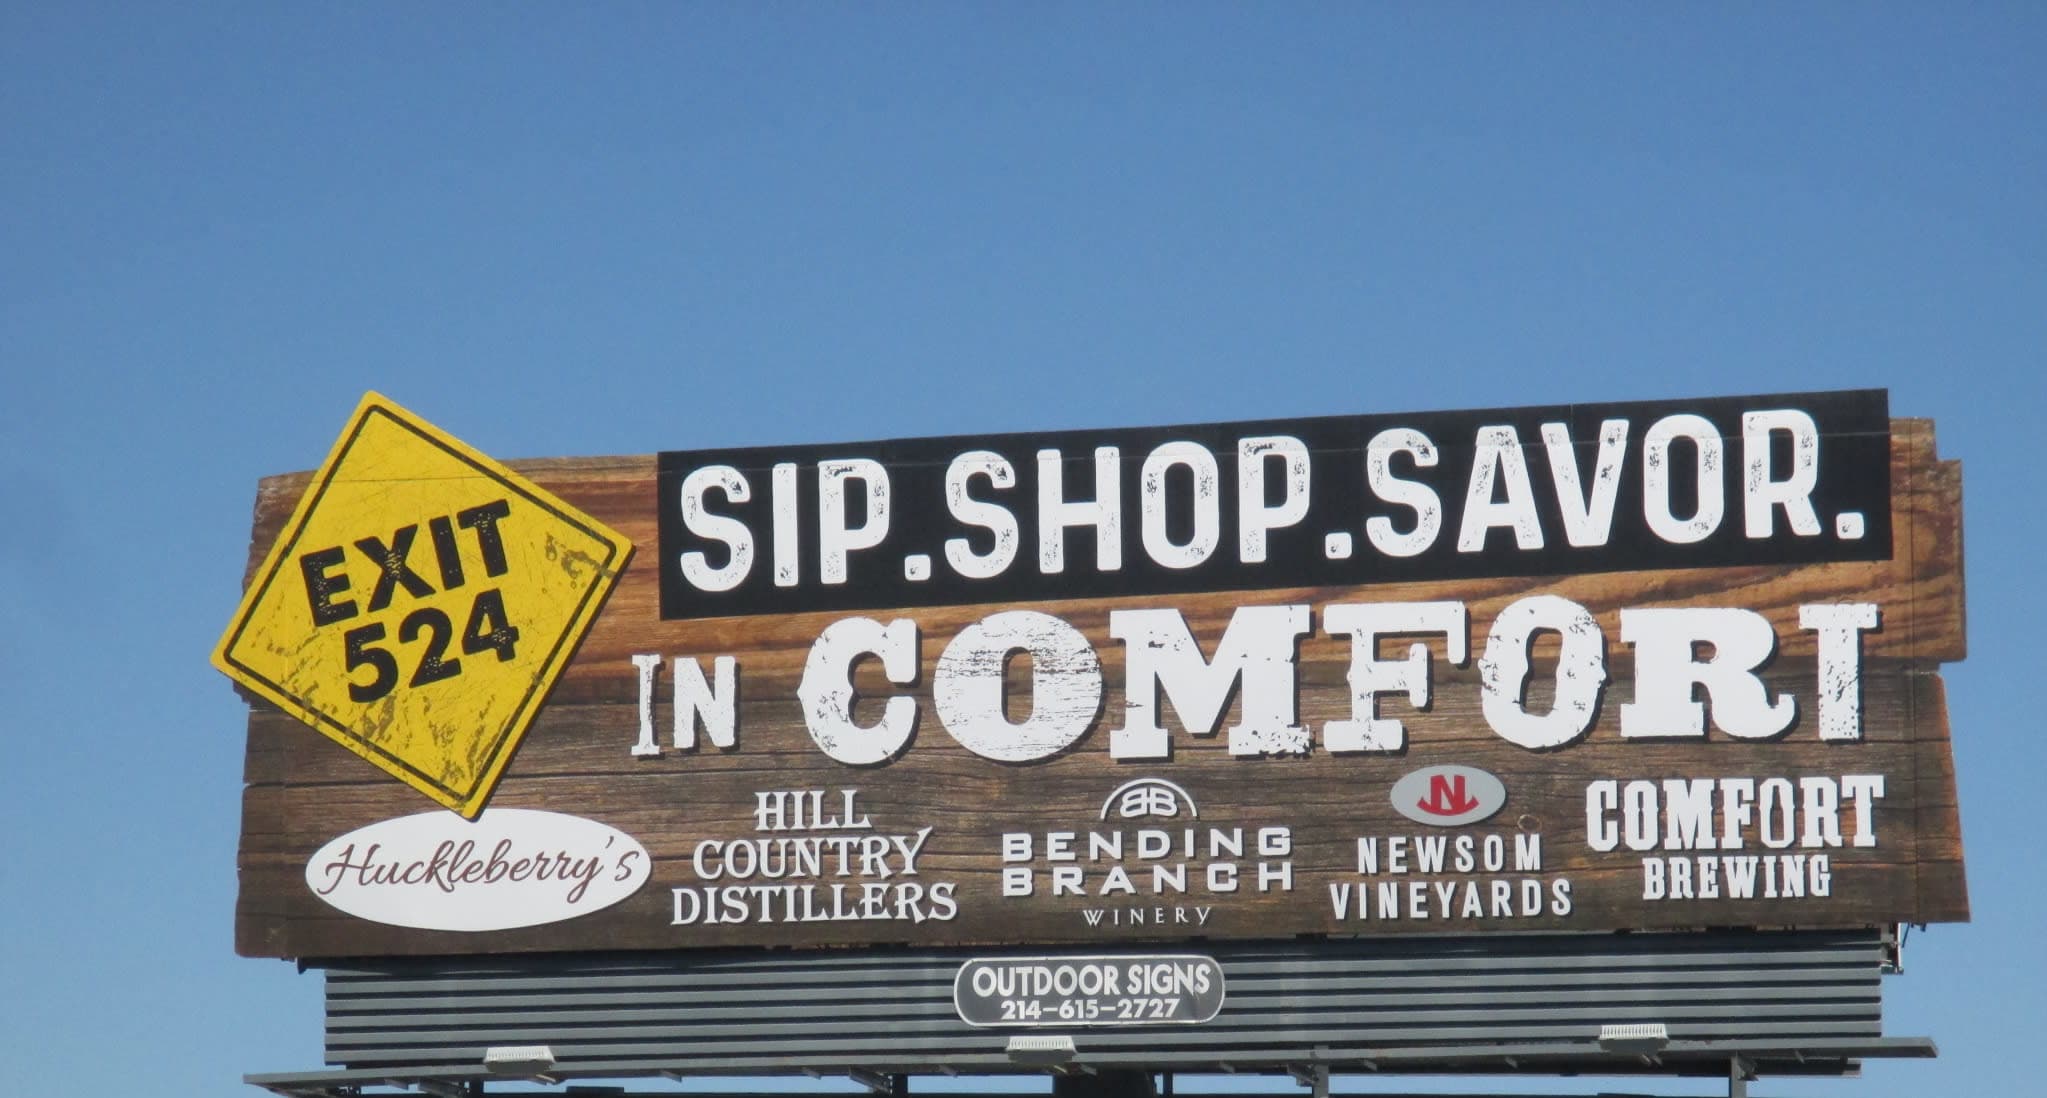 EXIT
524
SIP.SHOP.SAVOR.
IN COMFORT
Huckleberry's
HILL
COUNTRY
DISTILLERS
BB
BENDING
BRANCH
WINERY
N
NEWSOM
VINEYARDS
COMFORT
BREWING
OUTDOOR SIGNS
214-615-2727